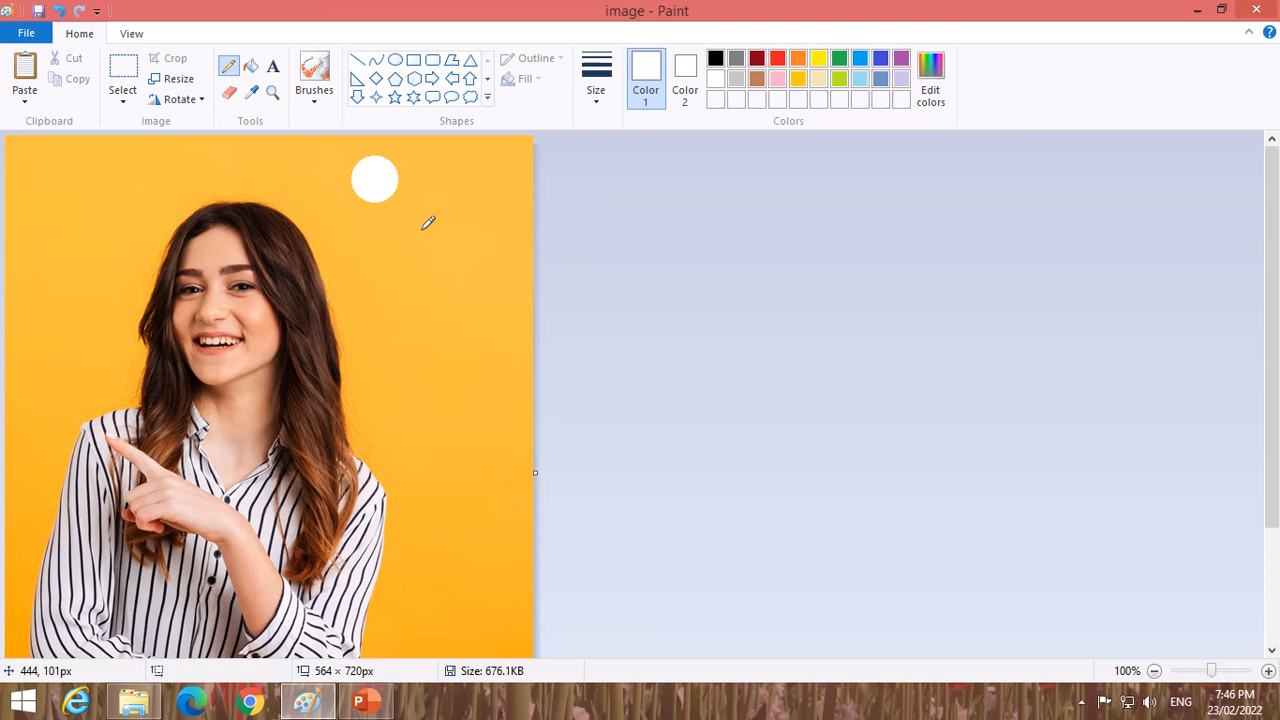 image - Paint
File Home View
Paste
Cut
Copy
Clipboard
Select
Crop
Resize
Rotate
Image
A
Tools
Brushes
Outline
Fill
Shapes
Size
Color 1
Color 2
Edit colors
Colors
444, 101px 564 × 720px Size: 676.1KB 100%
ENG
7:46 PM
23/02/2022